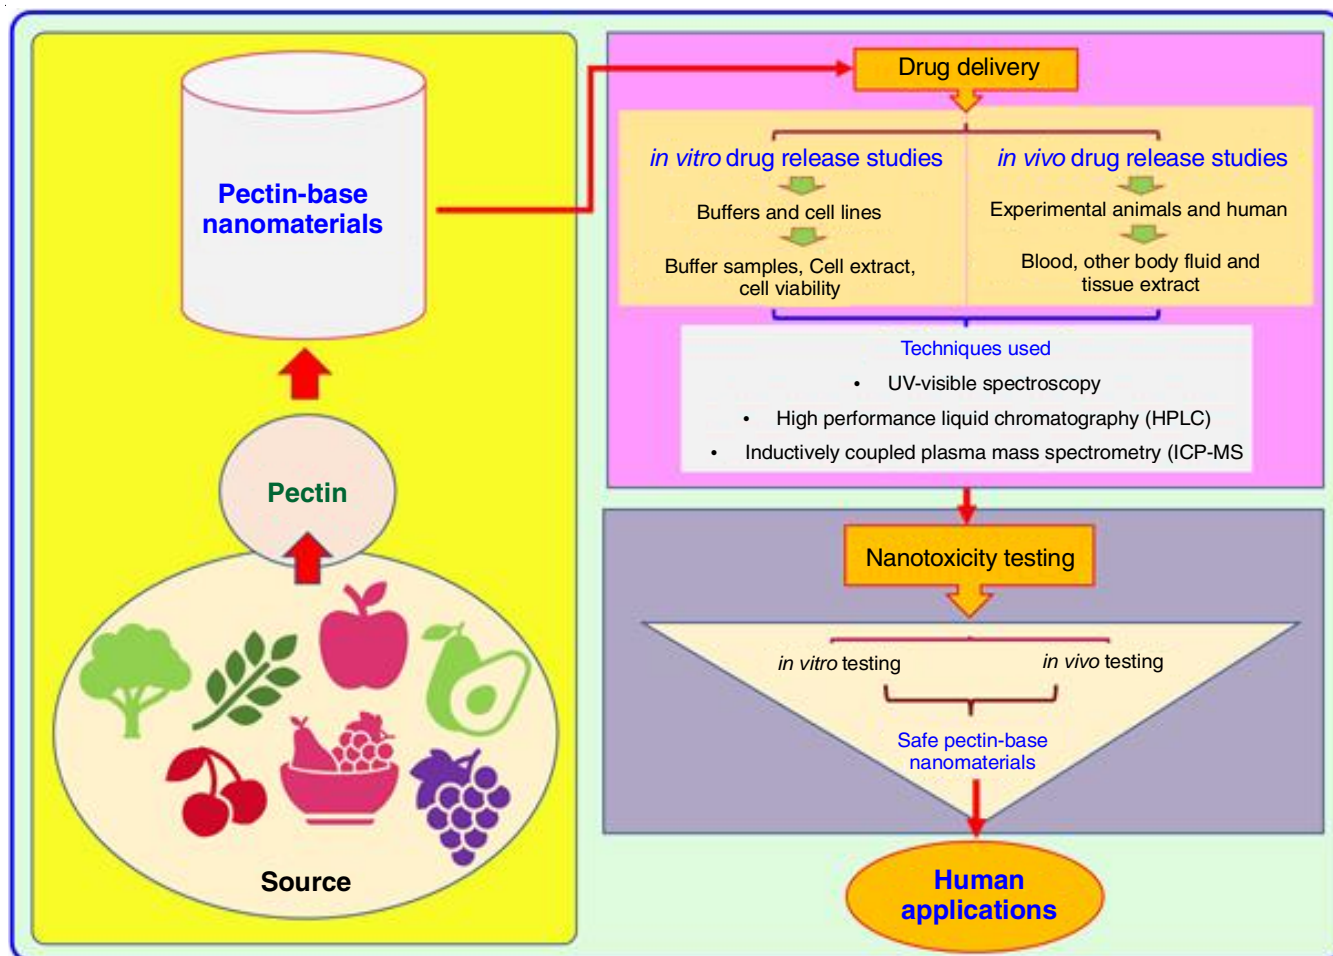 Pectin-base
nanomaterials
Pectin
Source
Drug delivery
in vitro drug release studies
Buffers and cell lines
Buffer samples, Cell extract,
cell viability
in vivo drug release studies
Experimental animals and human
Blood, other body fluid and
tissue extract
Techniques used
• UV-visible spectroscopy
• High performance liquid chromatography (HPLC)
• Inductively coupled plasma mass spectrometry (ICP-MS
Nanotoxicity testing
in vitro testing
in vivo testing
Safe pectin-base
nanomaterials
Human
applications